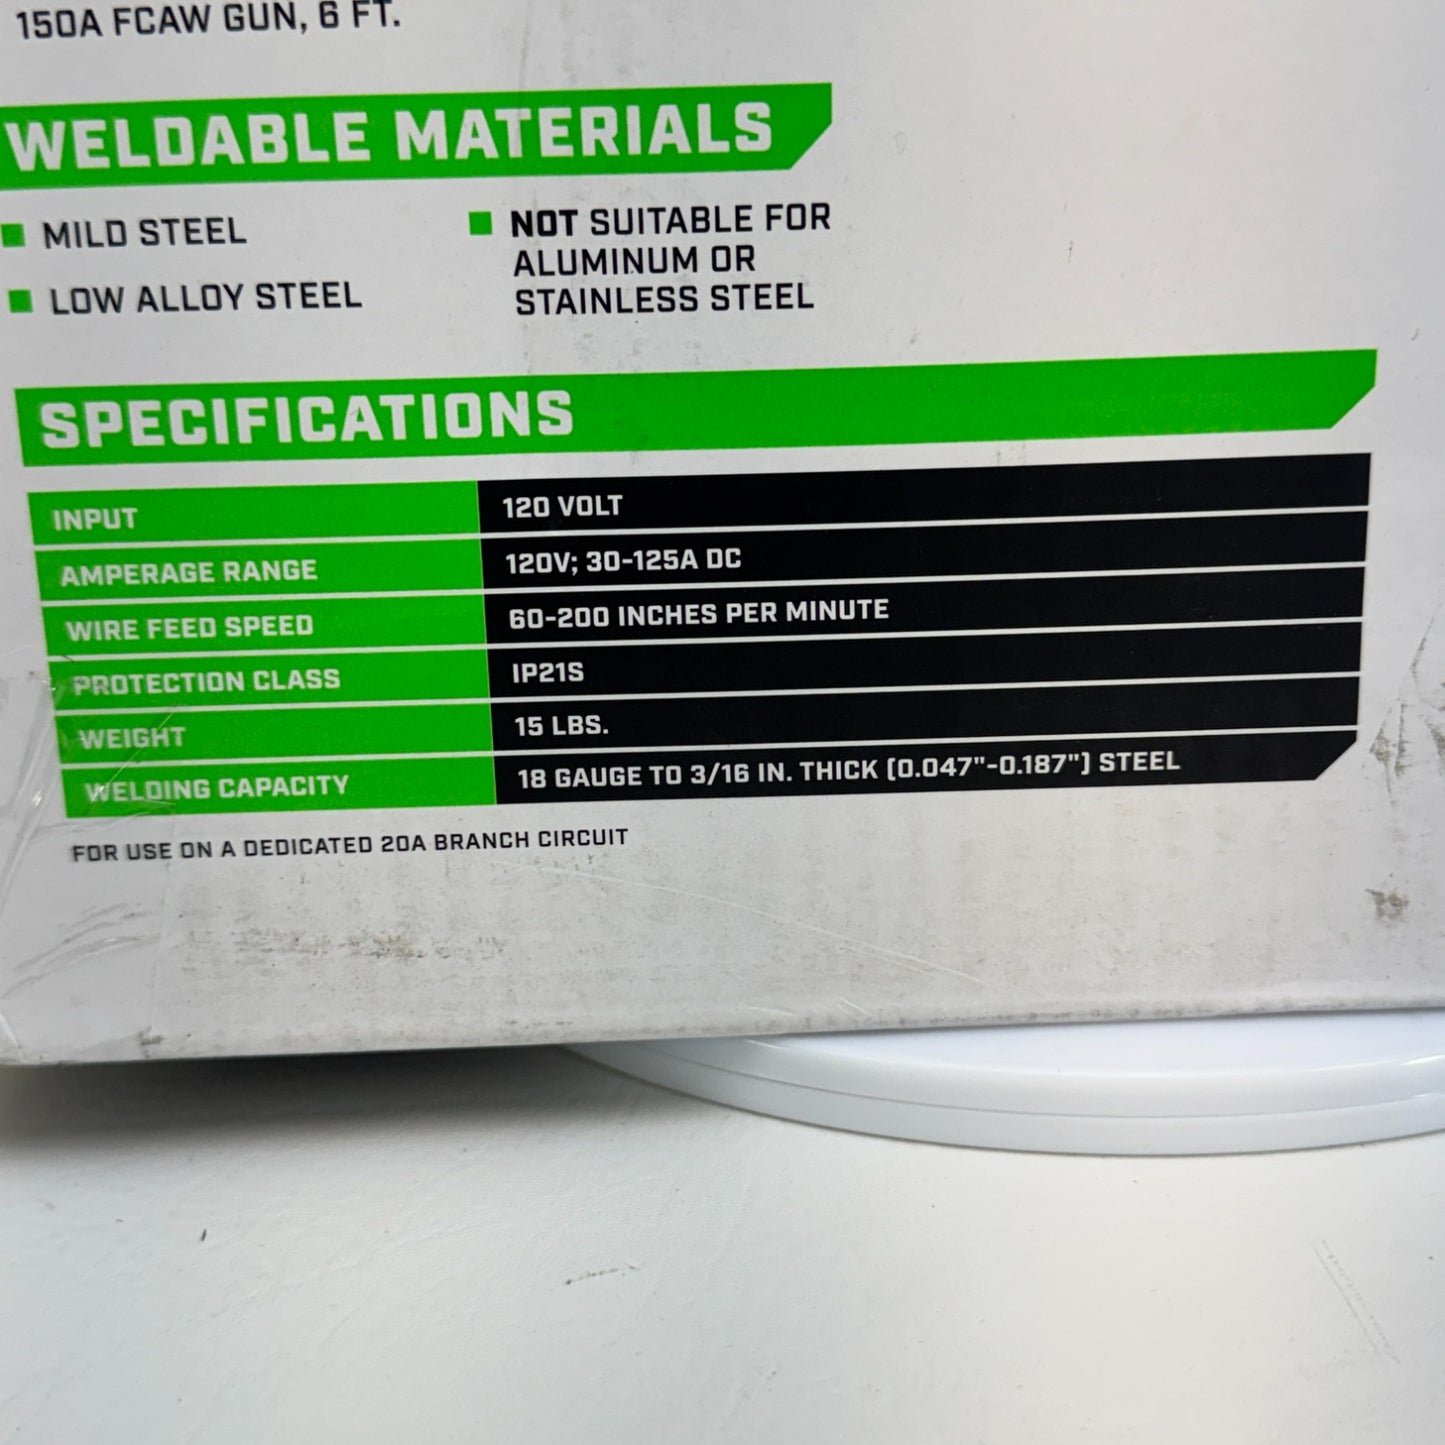 150A FCAW GUN, 6 FT.
WELDABLE MATERIALS
MILD STEEL
LOW ALLOY STEEL
NOT SUITABLE FOR
ALUMINUM OR
STAINLESS STEEL
SPECIFICATIONS
INPUT 120 VOLT
AMPERAGE RANGE 120V; 30-125A DC
WIRE FEED SPEED 60-200 INCHES PER MINUTE
PROTECTION CLASS IP21S
WEIGHT 15 LBS.
WELDING CAPACITY 18 GAUGE TO 3/16 IN. THICK (0.047"-0.187") STEEL
FOR USE ON A DEDICATED 20A BRANCH CIRCUIT